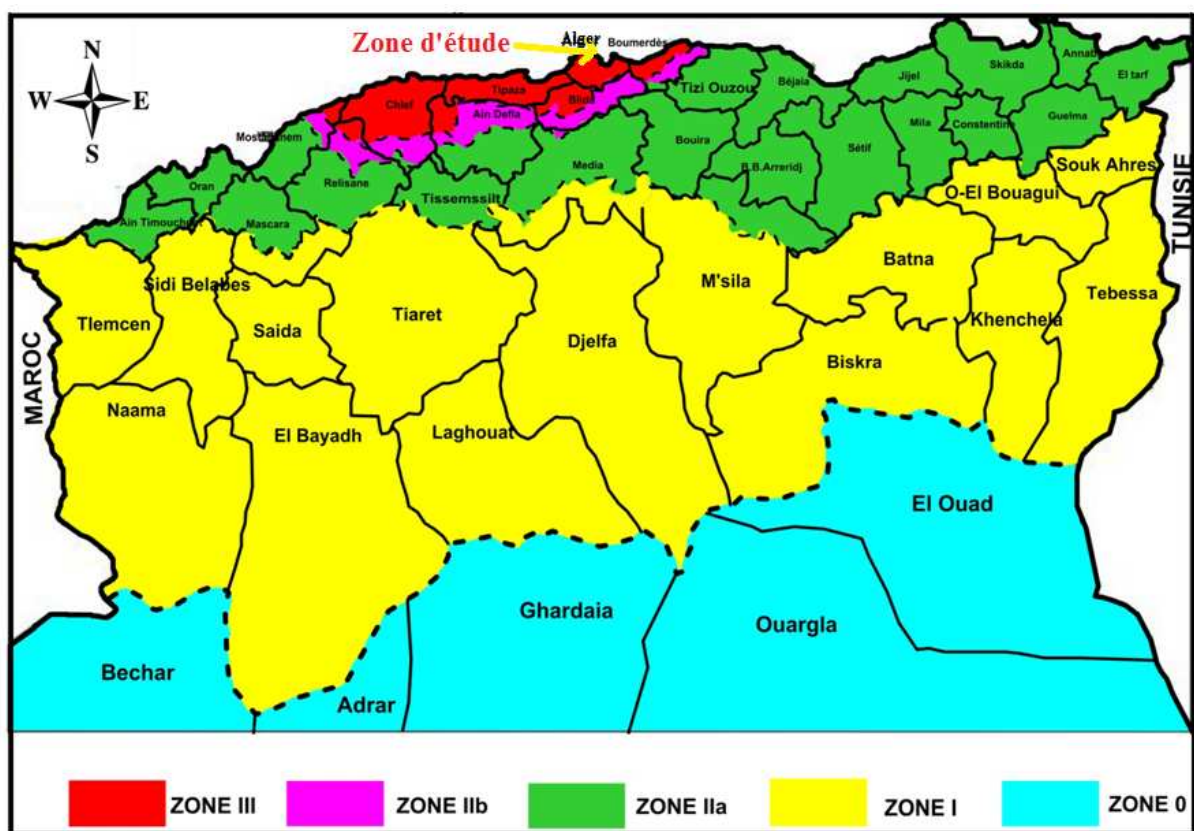 N
W E
S
Zone d'étude
Alger
Boumerdès
Tipaza
Chlef
Blida
Ain Defla
Tizi Ouzou
Béjaia
Jijel
Skikda
Annaba
El tarf
Guelma
Constentine
Mila
Sétif
Bouira
B.B.Arreridj
Media
Relisane
Tissemssilt
Oran
Ain Timouchent
Mascara
Souk Ahres
O-El Bouagui
TUNISIE
Batna
M'sila
Tebessa
Khenchela
Sidi Belabes
Tlemcen
Saida
Tiaret
Djelfa
Biskra
MAROC
Naama
El Bayadh
Laghouat
El Ouad
Ghardaia
Ouargla
Bechar
Adrar
ZONE III
ZONE IIb
ZONE IIa
ZONE I
ZONE 0